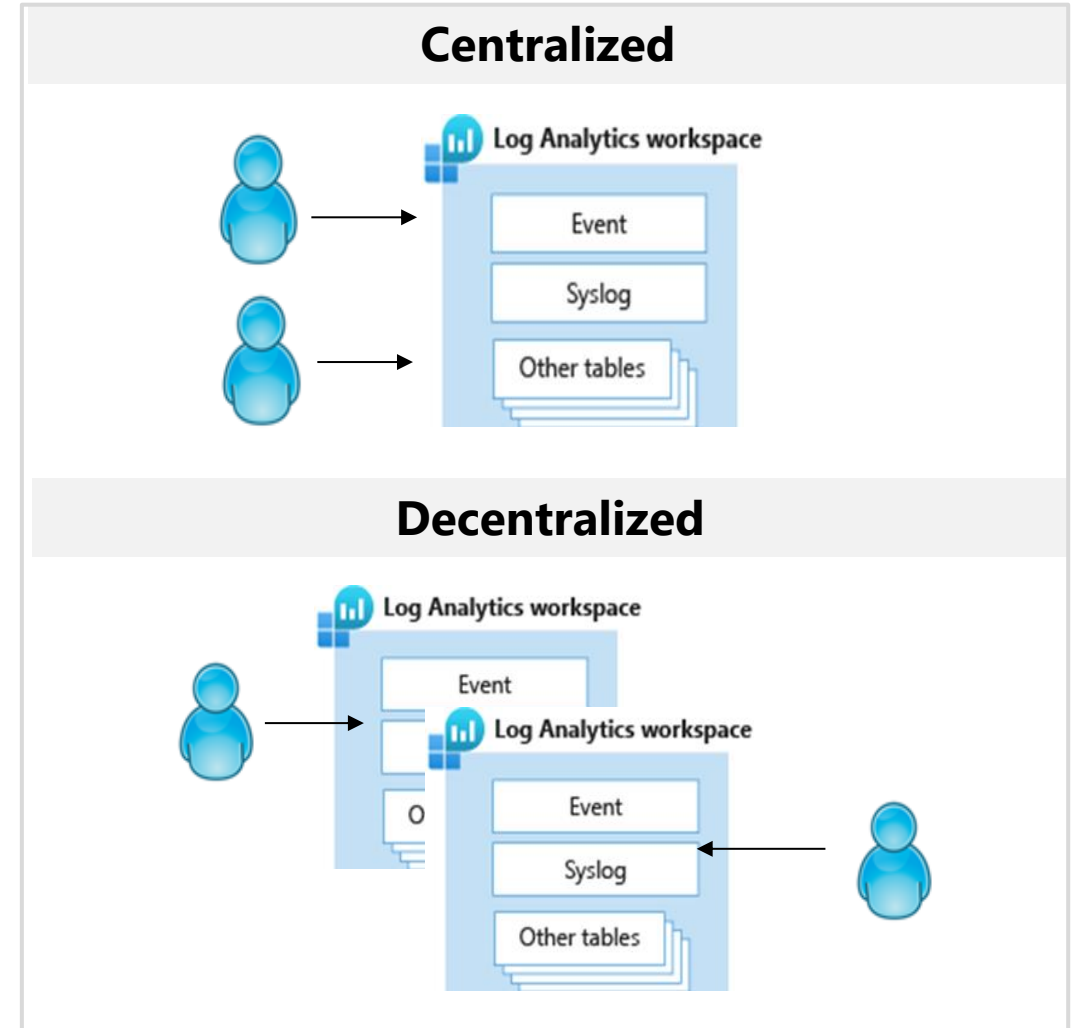 Centralized
Log Analytics workspace
Event
Syslog
Other tables
Decentralized
Log Analytics workspace
Event
O
Log Analytics workspace
Event
Syslog
Other tables